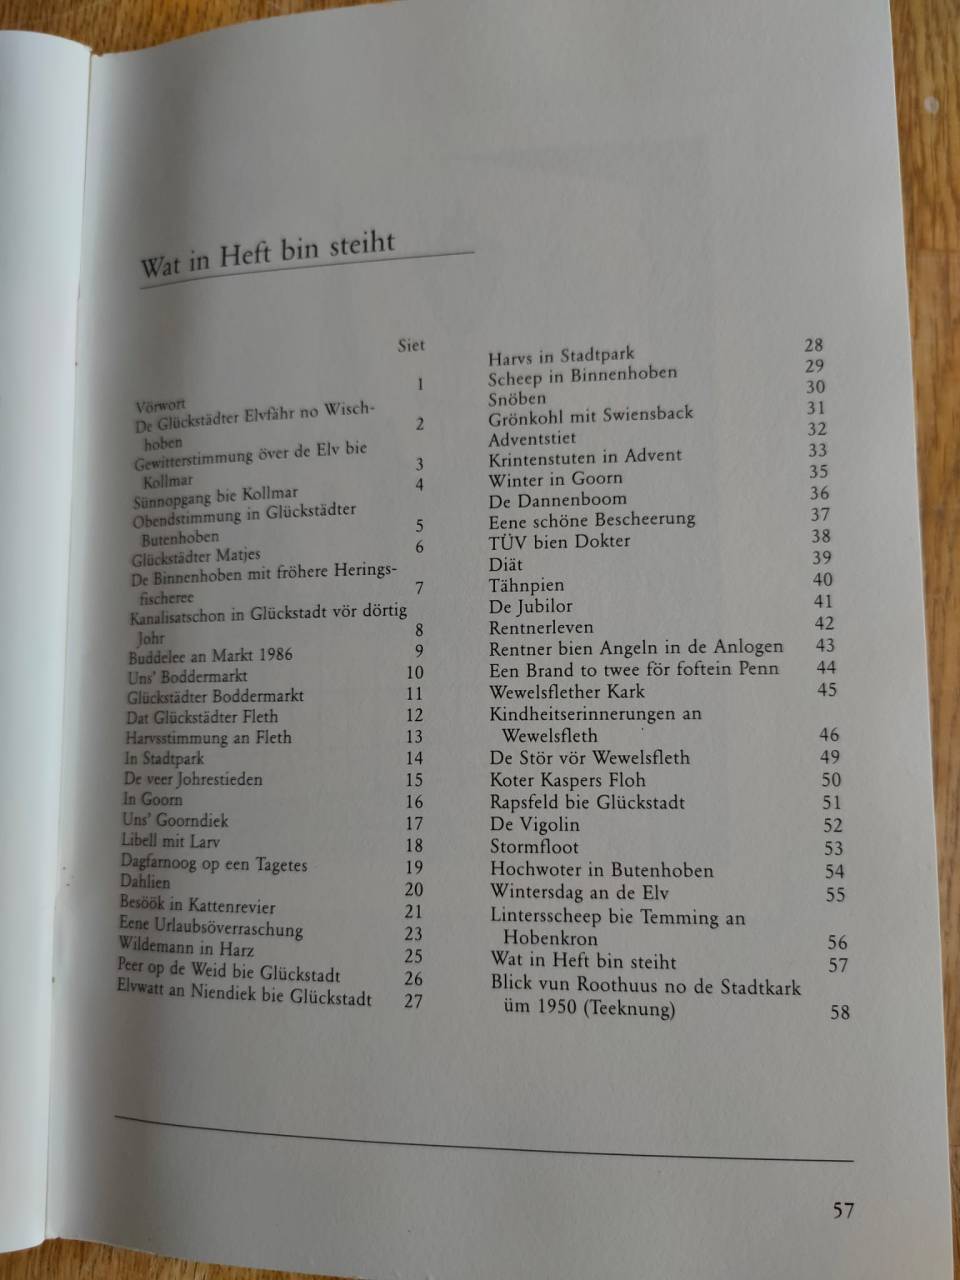 Wat in Heft bin steiht
Siet
Vörwort 1
De Glückstädter Elvfähr no Wisch-
hoben 2
Gewitterstimmung över de Elv bie
Kollmar 3
Sünnopgang bie Kollmar 4
Obendstimmung in Glückstädter
Butenhoben 5
Glückstädter Matjes 6
De Binnenhoben mit fröhere Herings-
fischeree 7
Kanalisatschon in Glückstadt vör dörtig
Johr 8
Buddelee an Markt 1986 9
Uns' Boddermarkt 10
Glückstädter Boddermarkt 11
Dat Glückstädter Fleth 12
Harvsstimmung an Fleth 13
In Stadtpark 14
De veer Johrestieden 15
In Goorn 16
Uns' Goorndiek 17
Libell mit Larv 18
Dagfarnoog op een Tagetes 19
Dahlien 20
Besöök in Kattenrevier 21
Eene Urlaubsöverraschung 23
Wildemann in Harz 25
Peer op de Weid bie Glückstadt 26
Elvwatt an Niendiek bie Glückstadt 27
Harvs in Stadtpark 28
Scheep in Binnenhoben 29
Snöben 30
Grönkohl mit Swiensback 31
Adventstiet 32
Krintenstuten in Advent 33
Winter in Goorn 35
De Dannenboom 36
Eene schöne Bescheerung 37
TÜV bien Dokter 38
Diät 39
Tähnpien 40
De Jubilor 41
Rentnerleven 42
Rentner bien Angeln in de Anlogen 43
Een Brand to twee för foftein Penn 44
Wewelsflether Kark 45
Kindheitserinnerungen an
Wewelsfleth 46
De Stör vör Wewelsfleth 49
Koter Kaspers Floh 50
Rapsfeld bie Glückstadt 51
De Vigolin 52
Stormfloot 53
Hochwoter in Butenhoben 54
Wintersdag an de Elv 55
Lintersscheep bie Temming an
Hobenkron 56
Wat in Heft bin steiht 57
Blick vun Roothuus no de Stadtkark
üm 1950 (Teeknung) 58
57